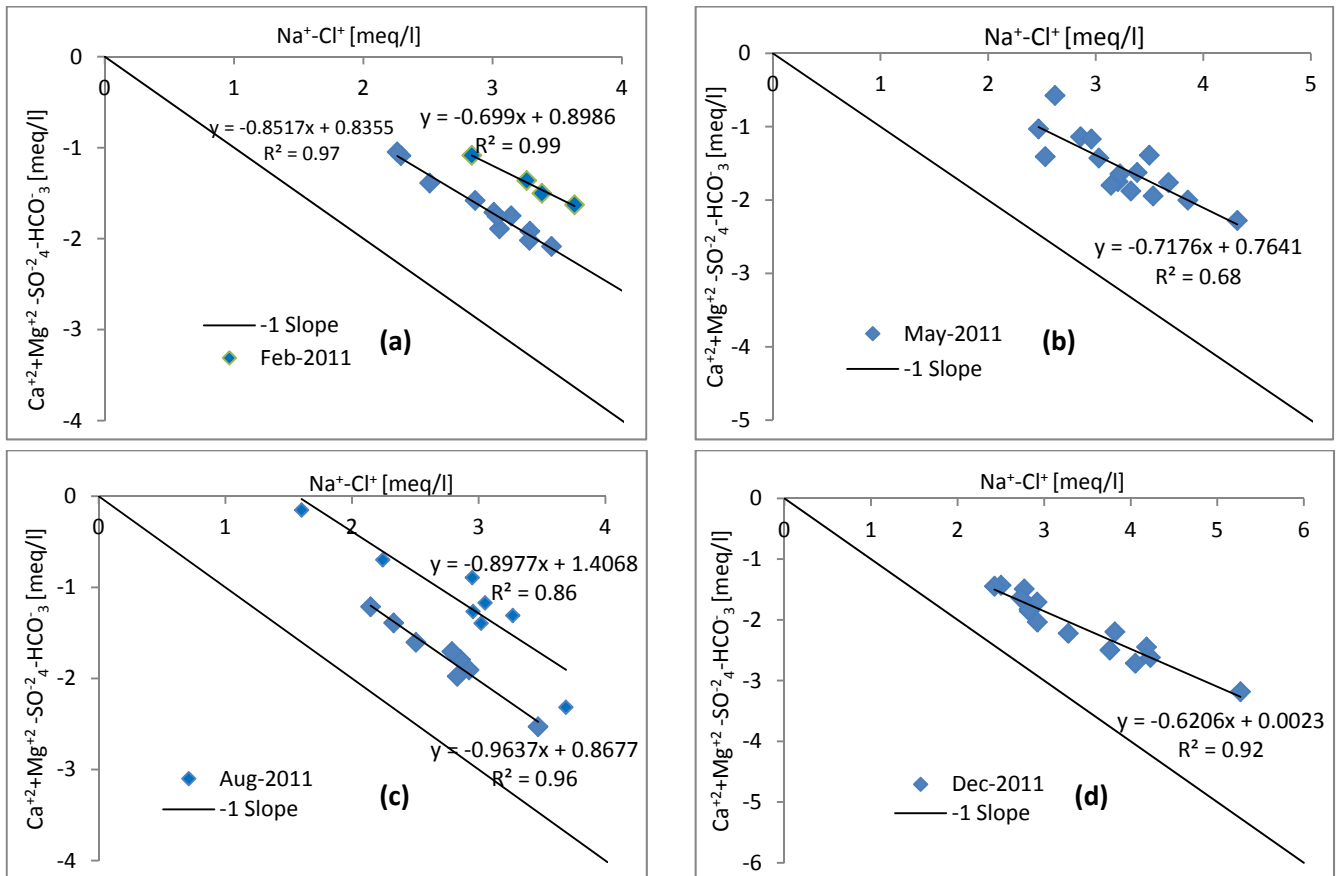 Na⁺-Cl⁺ [meq/l]
0
0 1 2 3 4
-1
-2
-3
-4
Ca⁺²+Mg⁺² -SO⁻²₄-HCO⁻₃ [meq/l]
y = -0.8517x + 0.8355
R² = 0.97
y = -0.699x + 0.8986
R² = 0.99
-1 Slope
Feb-2011
(a)
Na⁺-Cl⁺ [meq/l]
0
0 1 2 3 4 5
-1
-2
-3
-4
-5
Ca⁺²+Mg⁺² -SO⁻²₄-HCO⁻₃ [meq/l]
y = -0.7176x + 0.7641
R² = 0.68
May-2011
-1 Slope
(b)
Na⁺-Cl⁺ [meq/l]
0
0 1 2 3 4
-1
-2
-3
-4
Ca⁺²+Mg⁺² -SO⁻²₄-HCO⁻₃ [meq/l]
y = -0.8977x + 1.4068
R² = 0.86
y = -0.9637x + 0.8677
R² = 0.96
Aug-2011
-1 Slope
(c)
Na⁺-Cl⁺ [meq/l]
0
0 1 2 3 4 5 6
-1
-2
-3
-4
-5
-6
Ca⁺²+Mg⁺² -SO⁻²₄-HCO⁻₃ [meq/l]
y = -0.6206x + 0.0023
R² = 0.92
Dec-2011
-1 Slope
(d)